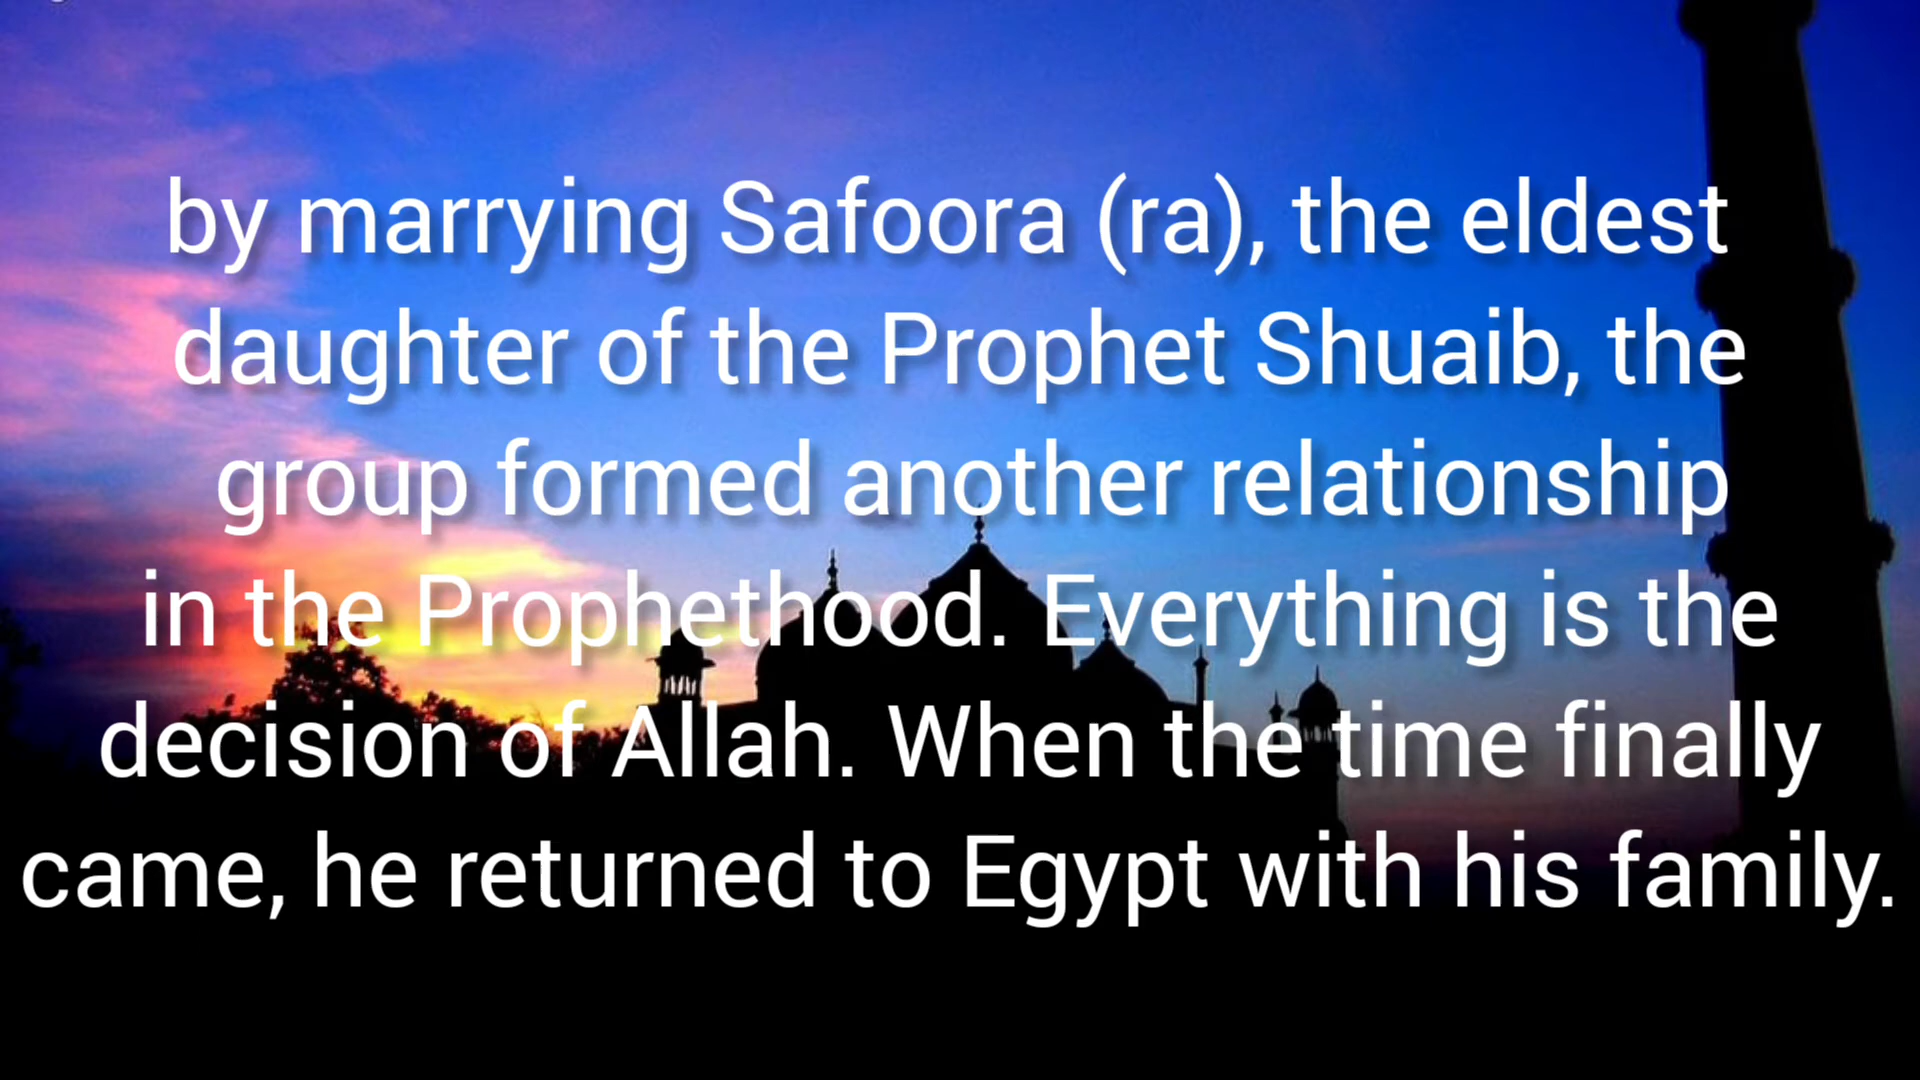 by marrying Safoora (ra), the eldest
daughter of the Prophet Shuaib, the
group formed another relationship
in the Prophethood. Everything is the
decision of Allah. When the time finally
came, he returned to Egypt with his family.